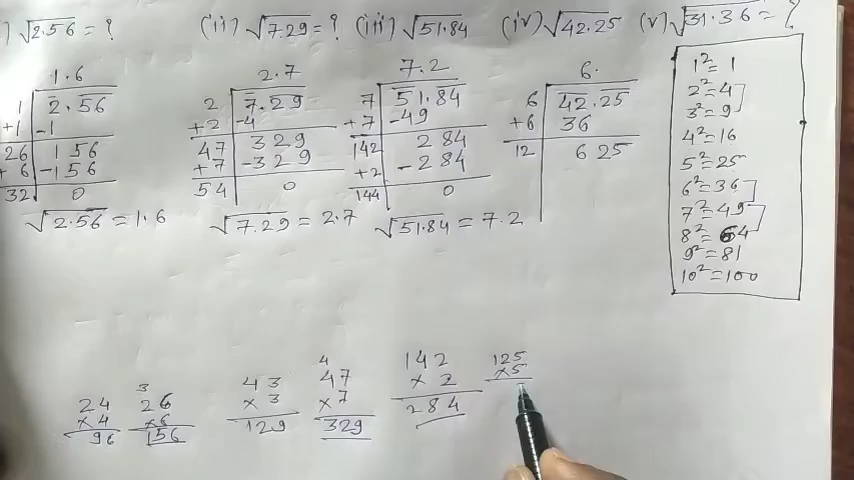 ) √2.56 = ? (ii) √7.29 = ? (iii) √51.84 (iv) √42.25 (v) √31.36 = ?
1.6
1 2.56
+1 -1
26 156
+6 -156
32 0
√2.56 = 1.6
2.7
2 7.29
+2 -4
47 329
+7 -329
54 0
√7.29 = 2.7
7.2
7 51.84
+7 -49
142 284
+2 -284
144 0
√51.84 = 7.2
6.
6 42.25
+6 36
12 625
1² = 1
2² = 4
3² = 9
4² = 16
5² = 25
6² = 36
7² = 49
8² = 64
9² = 81
10² = 100
24
×4
96
3
26
×6
156
43
×3
129
4
47
×7
329
142
×2
284
125
×5